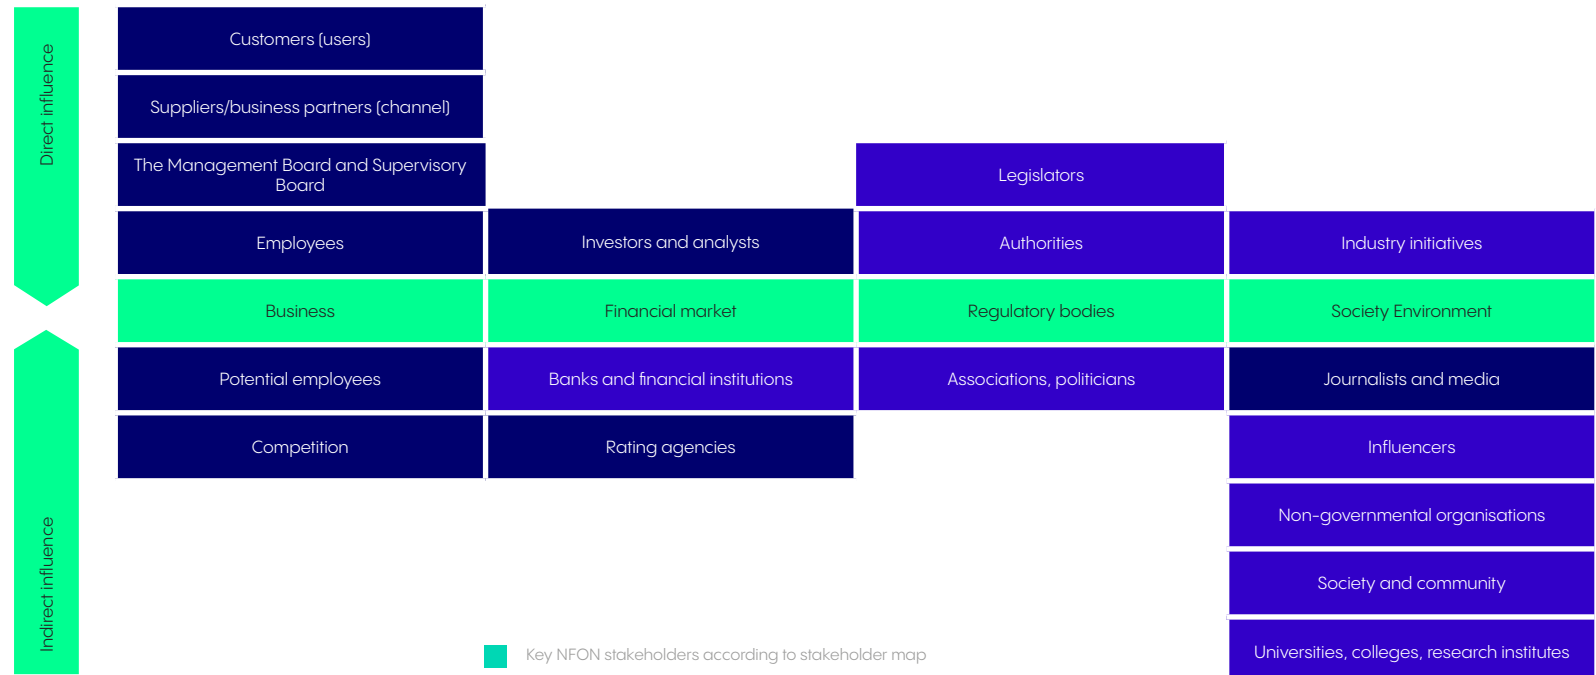 Direct influence
Customers (users)
Suppliers/business partners (channel)
The Management Board and Supervisory
Board
Legislators
Employees
Investors and analysts
Authorities
Industry initiatives
Business
Financial market
Regulatory bodies
Society Environment
Indirect influence
Potential employees
Banks and financial institutions
Associations, politicians
Journalists and media
Competition
Rating agencies
Influencers
Non-governmental organisations
Society and community
Universities, colleges, research institutes
Key NFON stakeholders according to stakeholder map